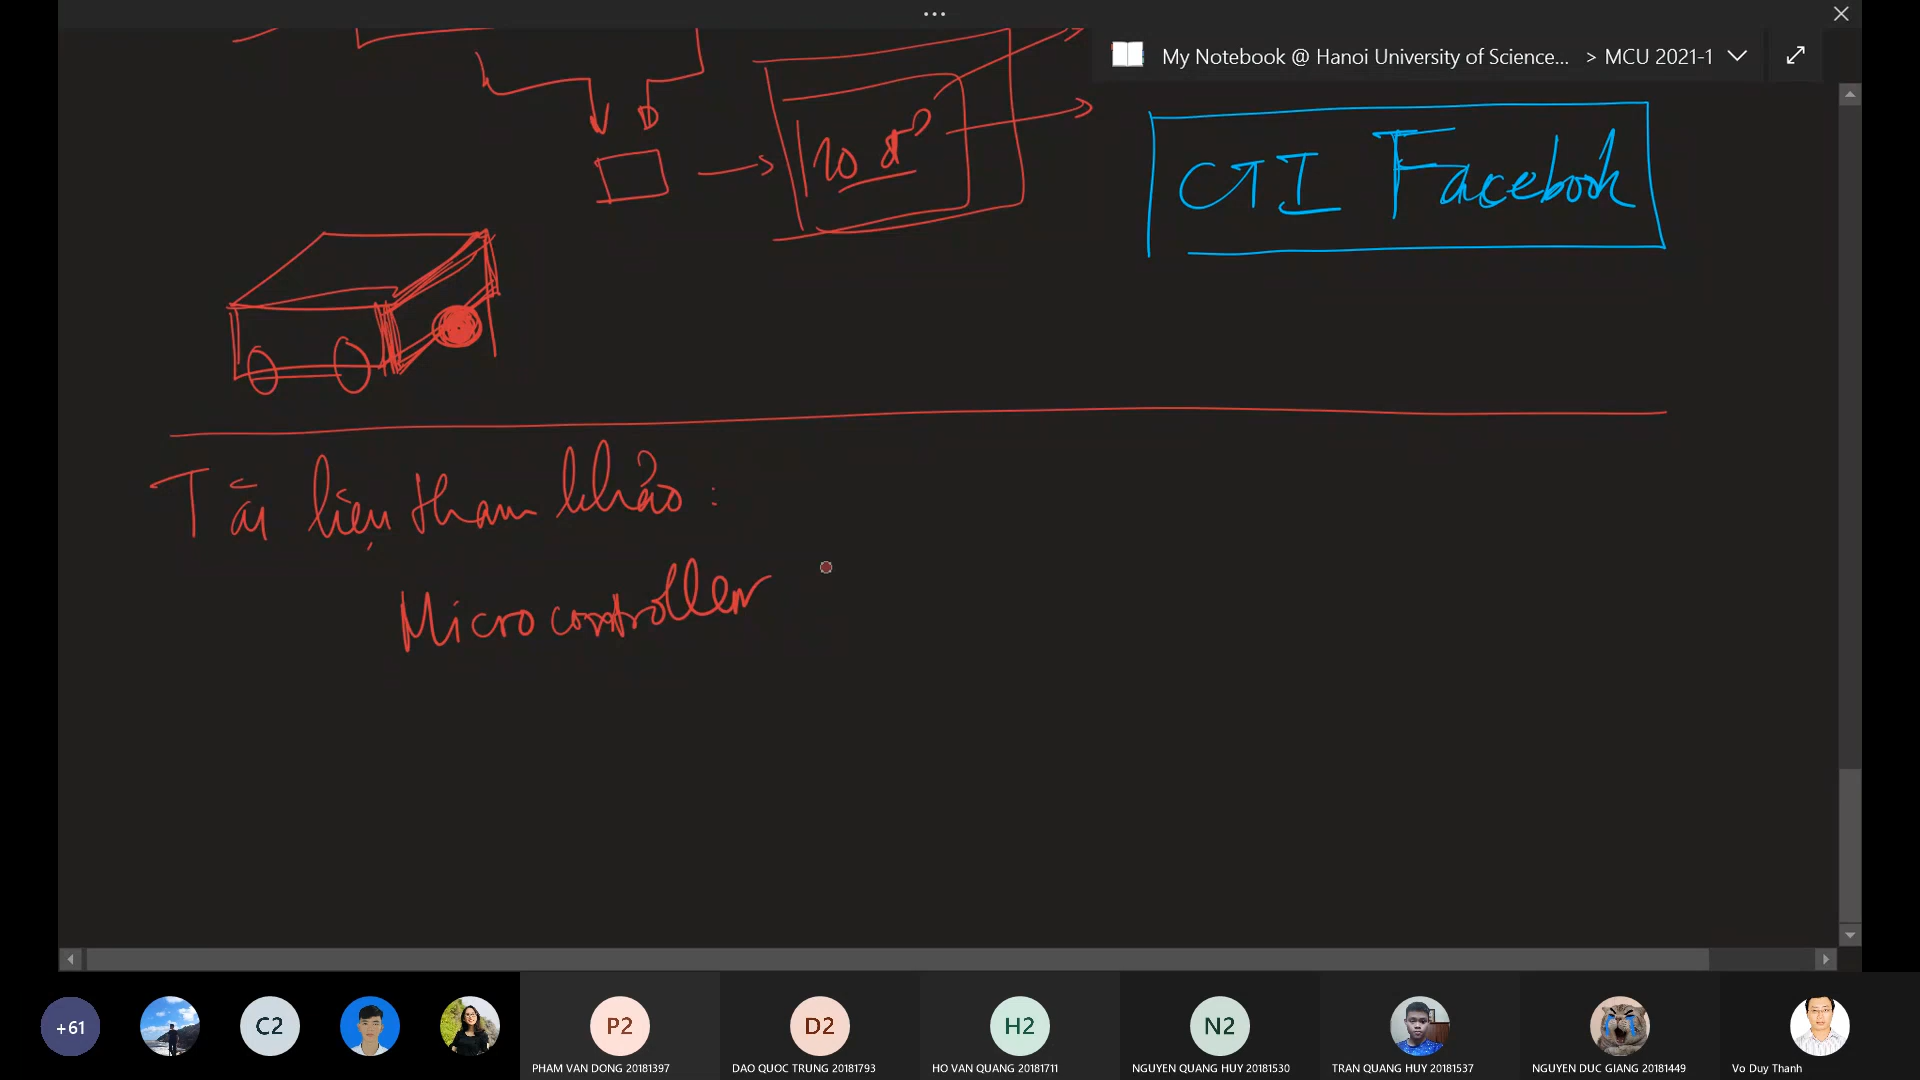 My Notebook @ Hanoi University of Science... > MCU 2021-1
20 đ
GTI Facebook
Tài liệu tham khảo :
Microcontroller
+61
C2
P2
D2
H2
N2
PHAM VAN DONG 20181397
DAO QUOC TRUNG 20181793
HO VAN QUANG 20181711
NGUYEN QUANG HUY 20181530
TRAN QUANG HUY 20181537
NGUYEN DUC GIANG 20181449
Vo Duy Thanh